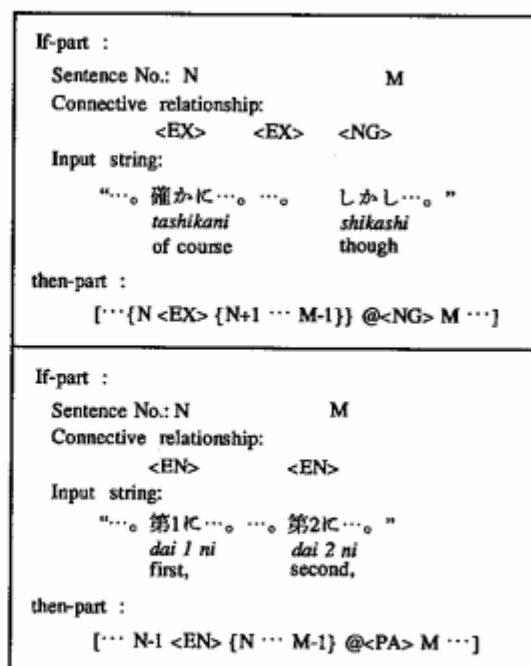 If-part :
Sentence No.: N M
Connective relationship:
<EX> <EX> <NG>
Input string:
“…。確かに…。…。 しかし…。”
tashikani shikashi
of course though
then-part :
[…{N <EX> {N+1 … M-1}} @<NG> M …]
If-part :
Sentence No.: N M
Connective relationship:
<EN> <EN>
Input string:
“…。第1に…。…。第2に…。”
dai 1 ni dai 2 ni
first, second,
then-part :
[… N-1 <EN> {N … M-1} @<PA> M …]